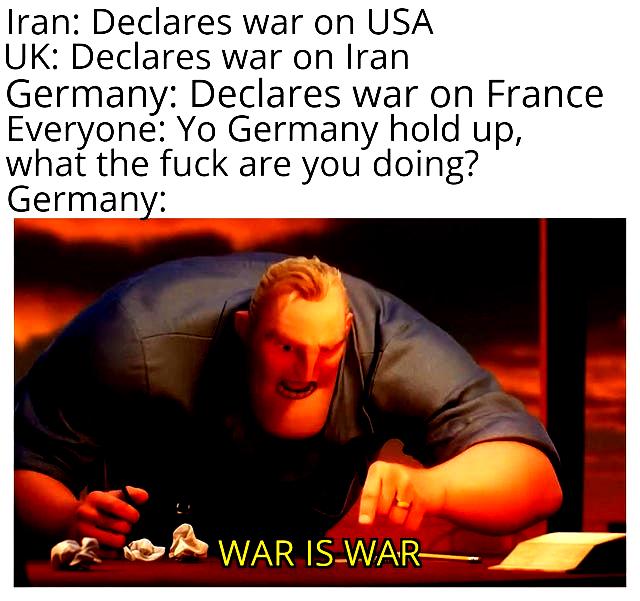 Iran: Declares war on USA
UK: Declares war on Iran
Germany: Declares war on France
Everyone: Yo Germany hold up,
what the fuck are you doing?
Germany:
WAR IS WAR